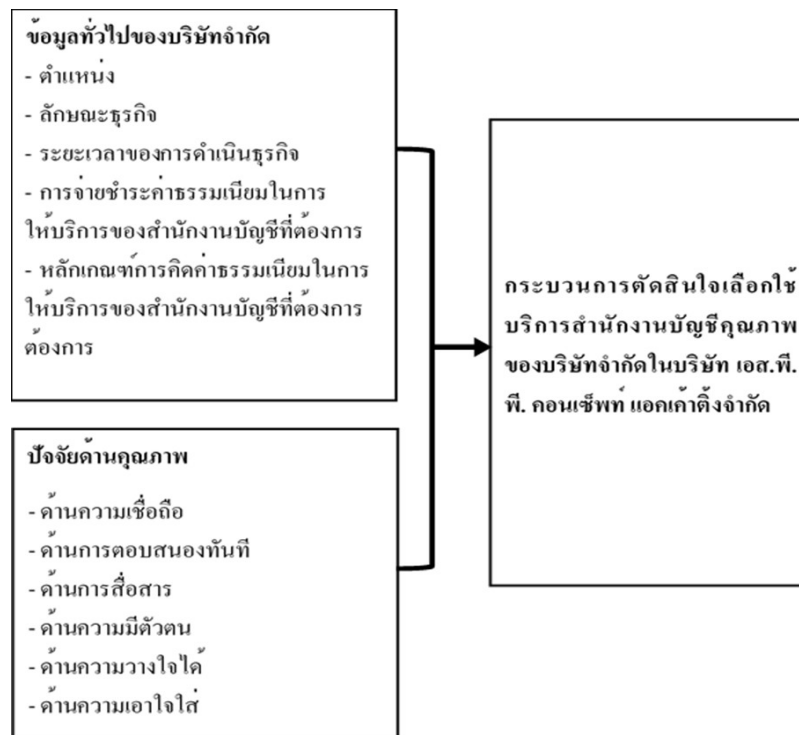 ข้อมูลทั่วไปของบริษัทจำกัด
- ตำแหน่ง
- ลักษณะธุรกิจ
- ระยะเวลาของการดำเนินธุรกิจ
- การจ่ายชำระค่าธรรมเนียมในการ
ให้บริการของสำนักงานบัญชีที่ต้องการ
- หลักเกณฑ์การคิดค่าธรรมเนียมในการ
ให้บริการของสำนักงานบัญชีที่ต้องการ
ต้องการ
ปัจจัยด้านคุณภาพ
- ด้านความเชื่อถือ
- ด้านการตอบสนองทันที
- ด้านการสื่อสาร
- ด้านความมีตัวตน
- ด้านความวางใจได้
- ด้านความเอาใจใส่
กระบวนการตัดสินใจเลือกใช้
บริการสำนักงานบัญชีคุณภาพ
ของบริษัทจำกัดในบริษัท เอส.พี.
พี. คอนเซ็พท์ แอคเค้าติ้งจำกัด